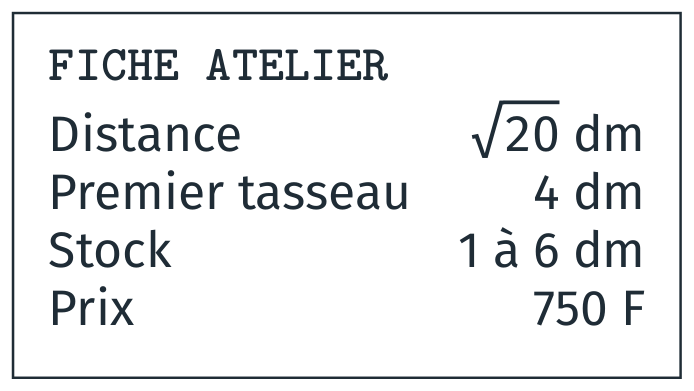 FICHE ATELIER
Distance √20 dm
Premier tasseau 4 dm
Stock 1 à 6 dm
Prix 750 F